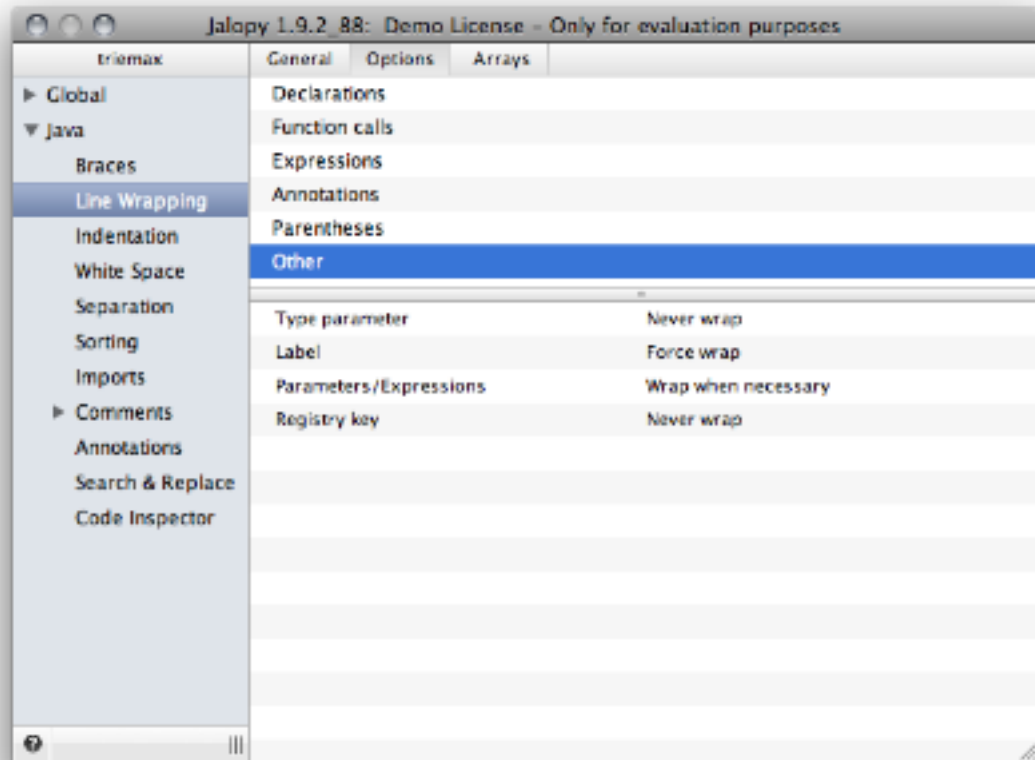 Jalopy 1.9.2_88: Demo License - Only for evaluation purposes
triemax
General Options Arrays
Global
Java
Braces
Line Wrapping
Indentation
White Space
Separation
Sorting
Imports
Comments
Annotations
Search & Replace
Code Inspector
Declarations
Function calls
Expressions
Annotations
Parentheses
Other
Type parameter Never wrap
Label Force wrap
Parameters/Expressions Wrap when necessary
Registry key Never wrap